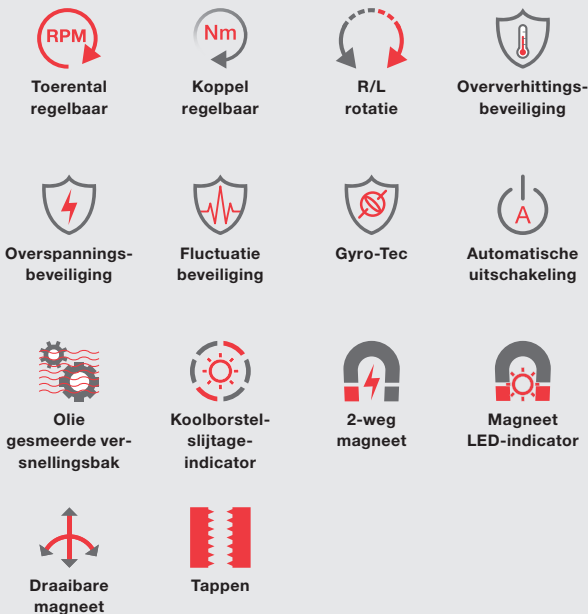 RPM
Toerental
regelbaar
Nm
Koppel
regelbaar
R/L
rotatie
Oververhittings-
beveiliging
Overspannings-
beveiliging
Fluctuatie
beveiliging
Gyro-Tec
A
Automatische
uitschakeling
Olie
gesmeerde ver-
snellingsbak
Koolborstel-
slijtage-
indicator
2-weg
magneet
Magneet
LED-indicator
Draaibare
magneet
Tappen